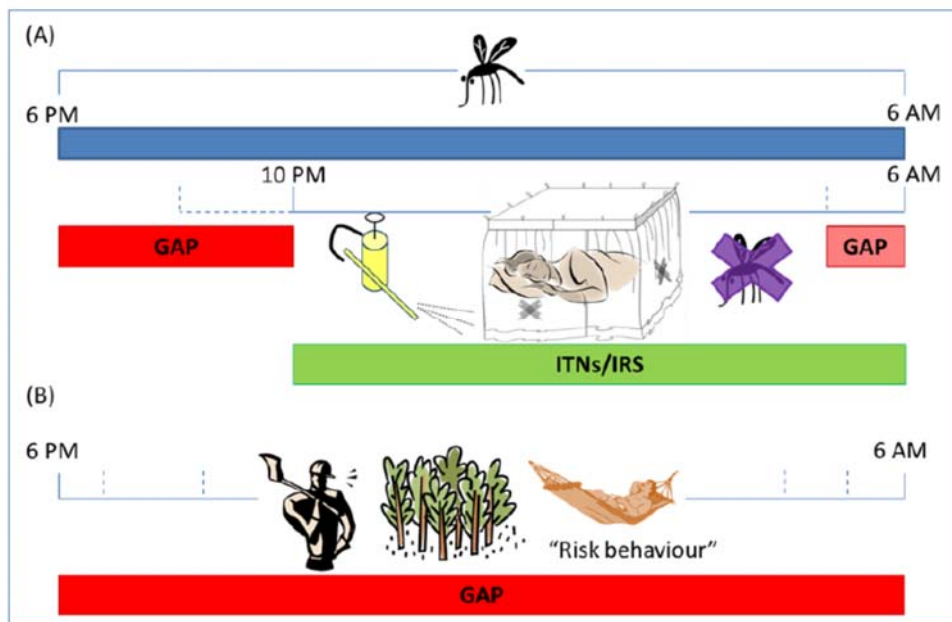 (A)
6 PM 6 AM
10 PM 6 AM
GAP GAP
ITNs/IRS
(B)
6 PM 6 AM
“Risk behaviour”
GAP